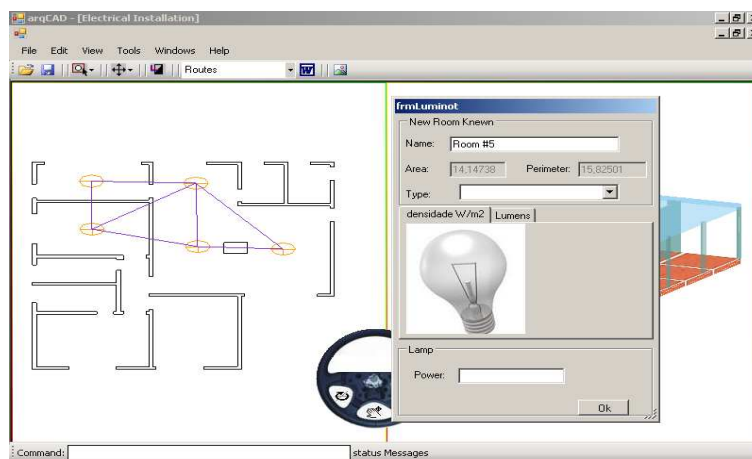 arqCAD - [Electrical Installation]
File Edit View Tools Windows Help
Routes
W
frmLuminot
New Room Knewn
Name: Room #5
Area: 14,14738 Perimeter: 15,82501
Type:
densidade W/m2 Lumens
Lamp
Power:
Ok
Command: status Messages